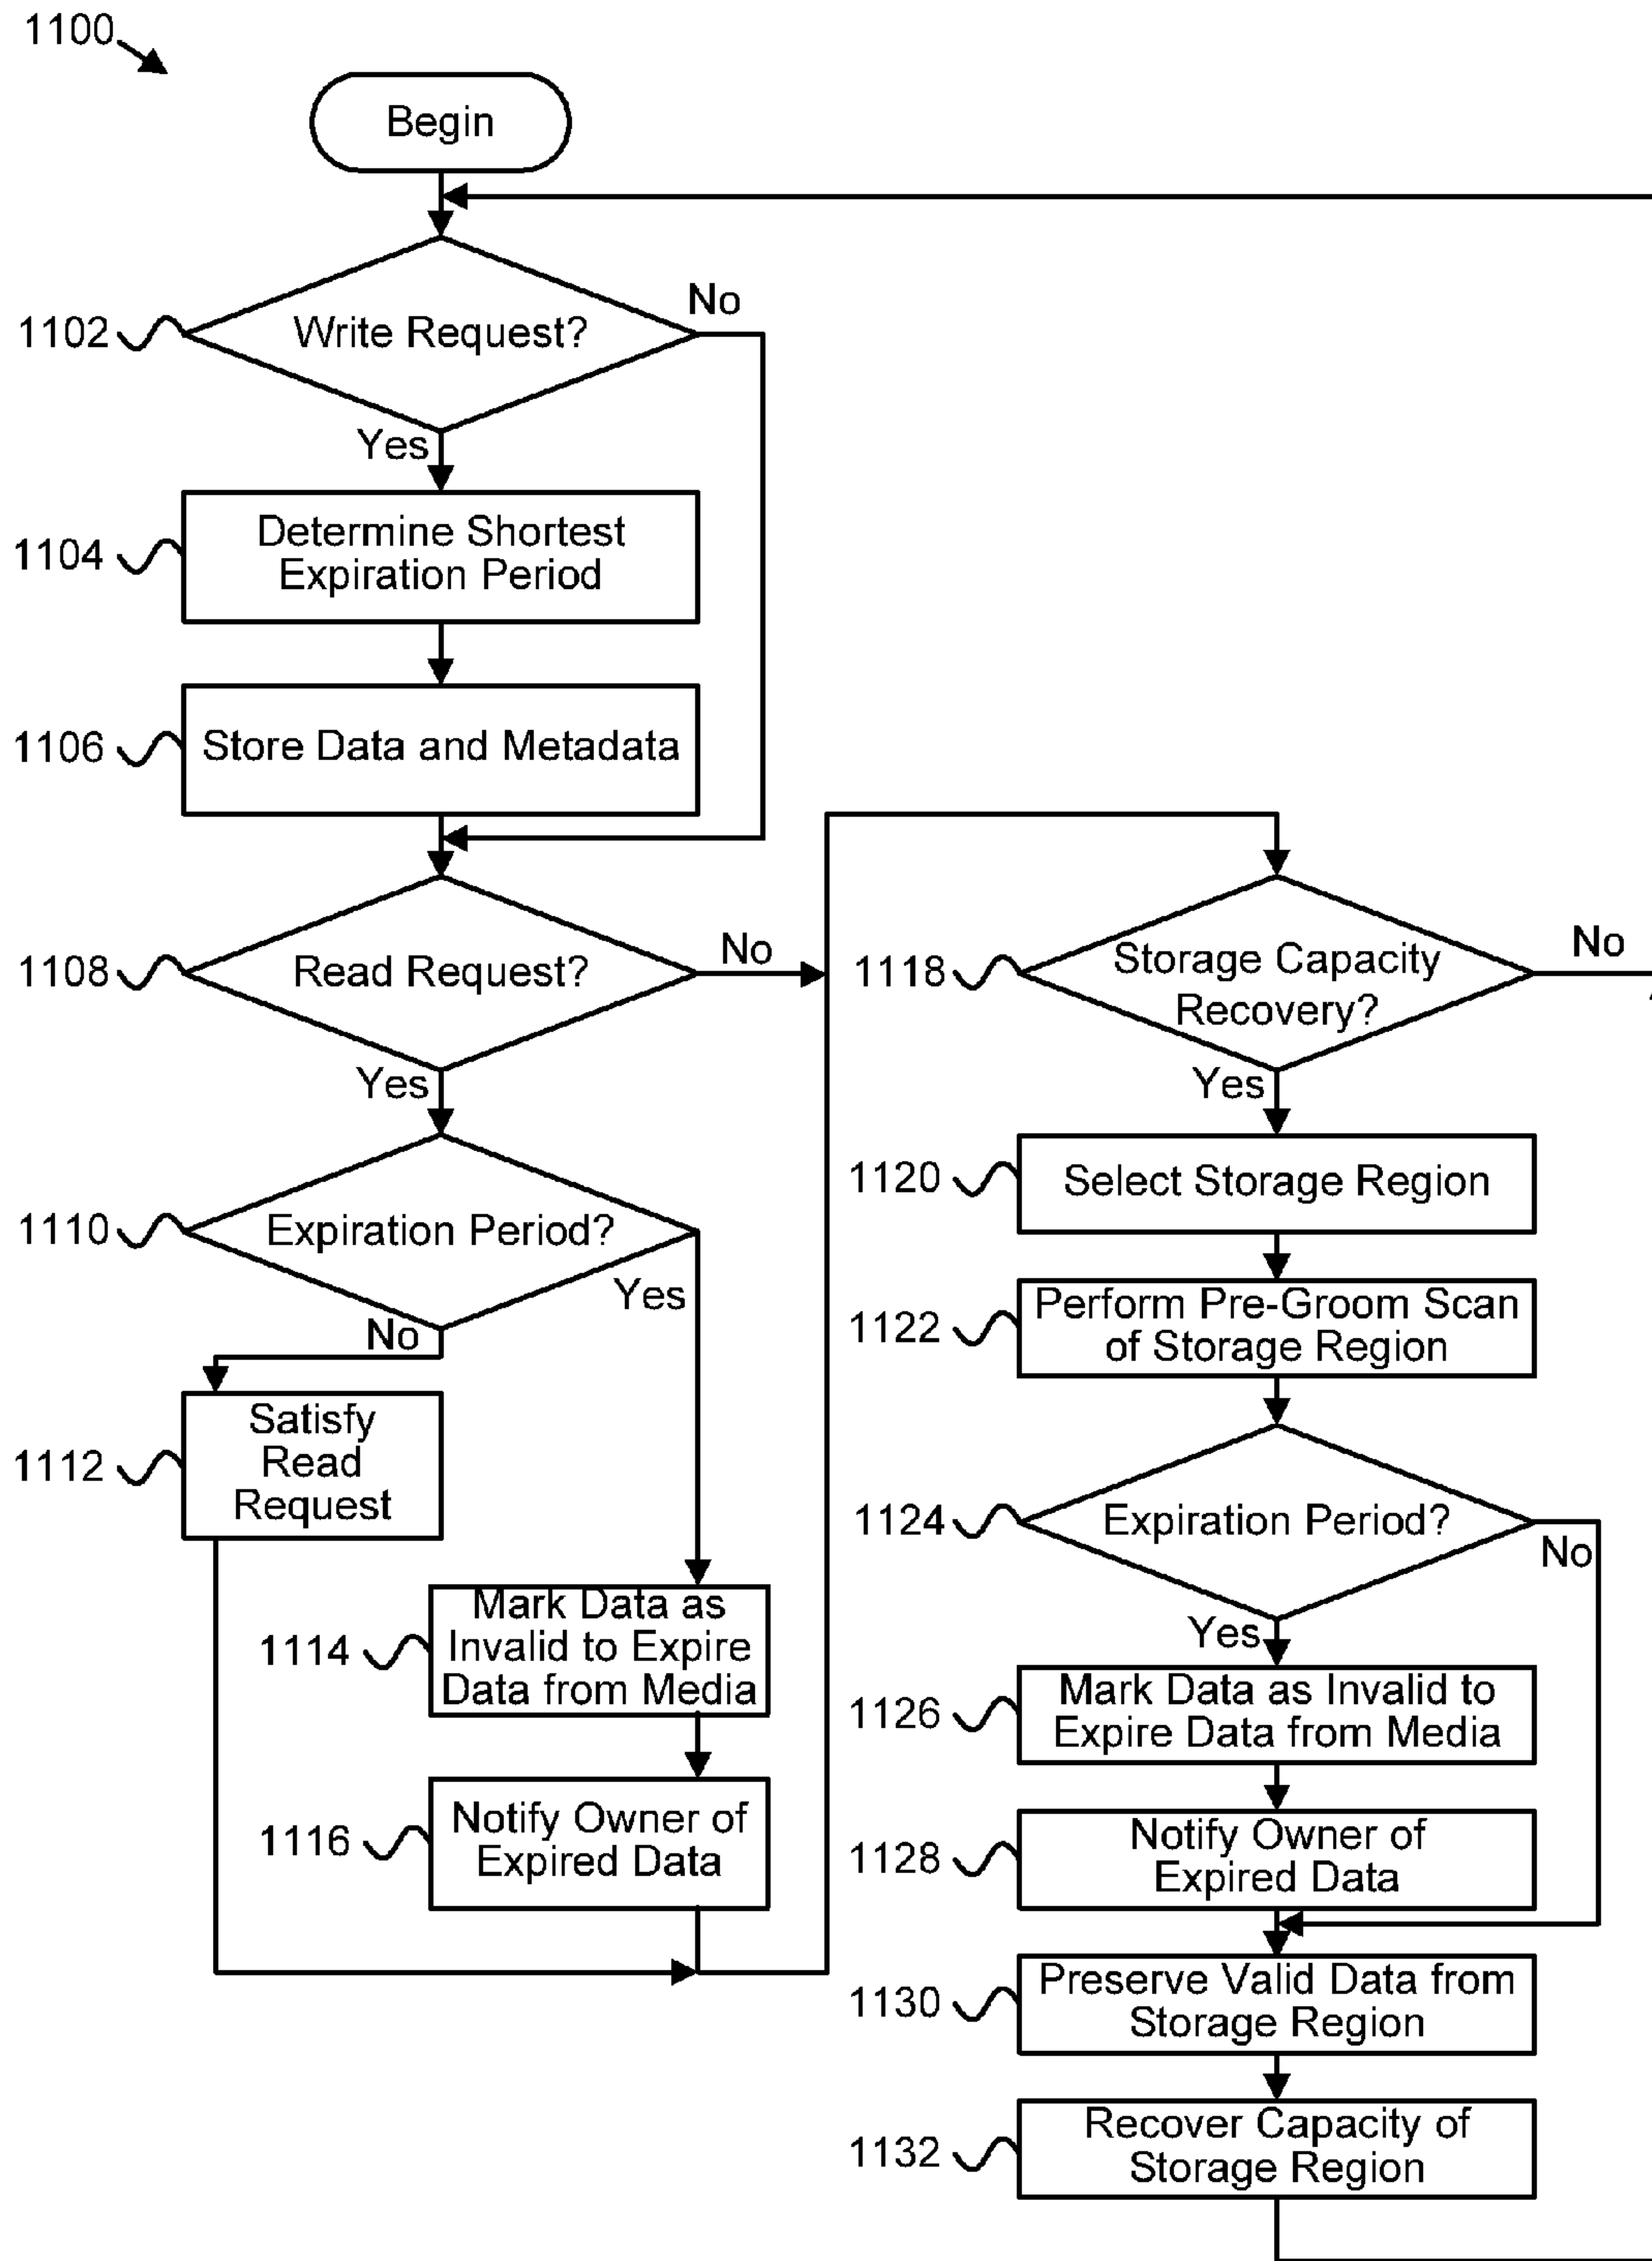 1100
Begin
1102
Write Request?
No
Yes
1104
Determine Shortest
Expiration Period
1106
Store Data and Metadata
1108
Read Request?
No
Yes
1110
Expiration Period?
Yes
No
1112
Satisfy
Read
Request
1114
Mark Data as
Invalid to Expire
Data from Media
1116
Notify Owner of
Expired Data
1118
Storage Capacity
Recovery?
No
Yes
1120
Select Storage Region
1122
Perform Pre-Groom Scan
of Storage Region
1124
Expiration Period?
No
Yes
1126
Mark Data as Invalid to
Expire Data from Media
1128
Notify Owner of
Expired Data
1130
Preserve Valid Data from
Storage Region
1132
Recover Capacity of
Storage Region